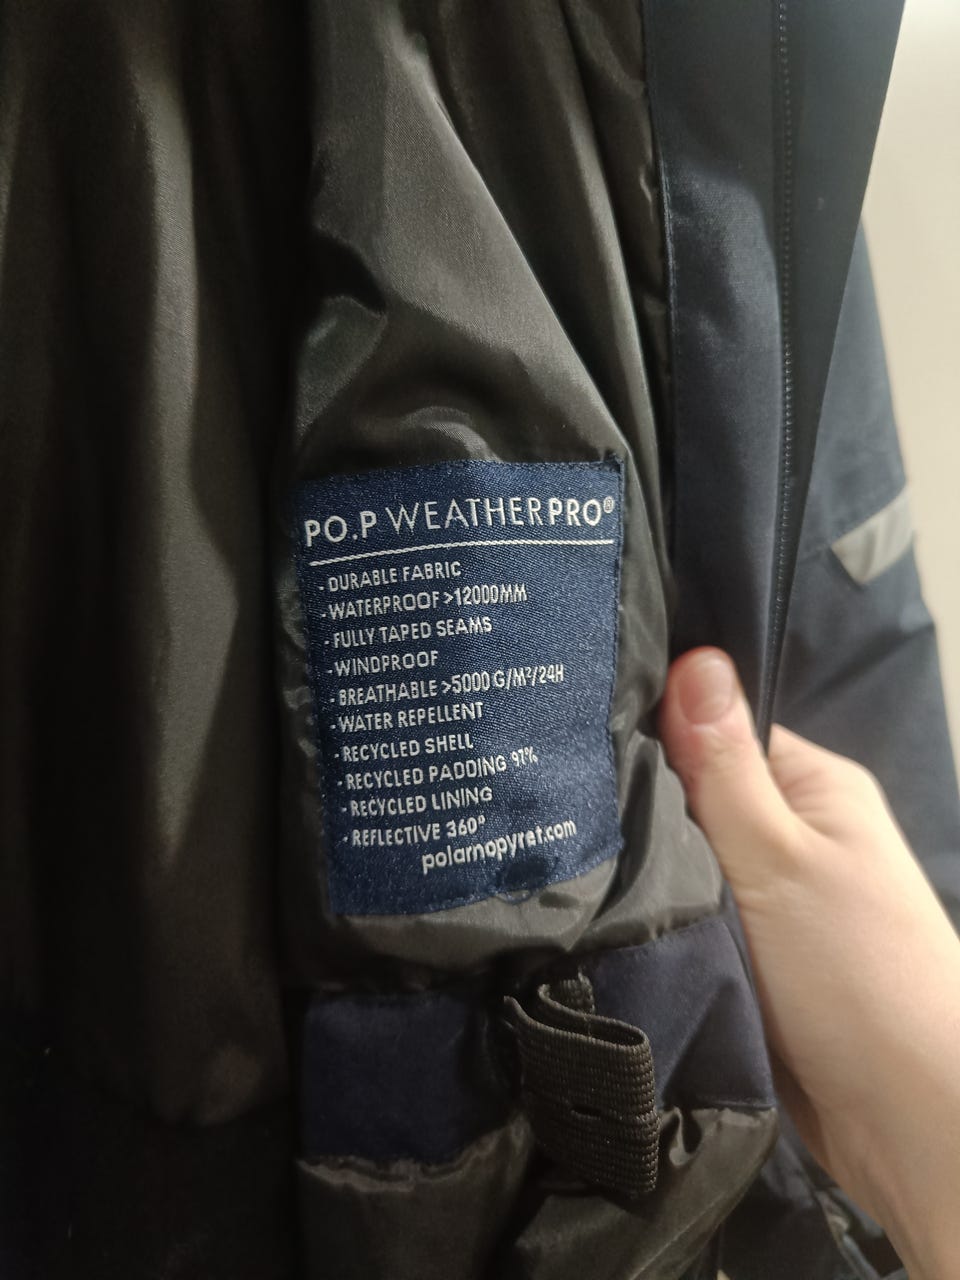 PO.P WEATHERPRO®
- DURABLE FABRIC
- WATERPROOF >12000MM
- FULLY TAPED SEAMS
- WINDPROOF
- BREATHABLE >5000 G/M²/24H
- WATER REPELLENT
- RECYCLED SHELL
- RECYCLED PADDING 97%
- RECYCLED LINING
- REFLECTIVE 360°
polarnopyret.com